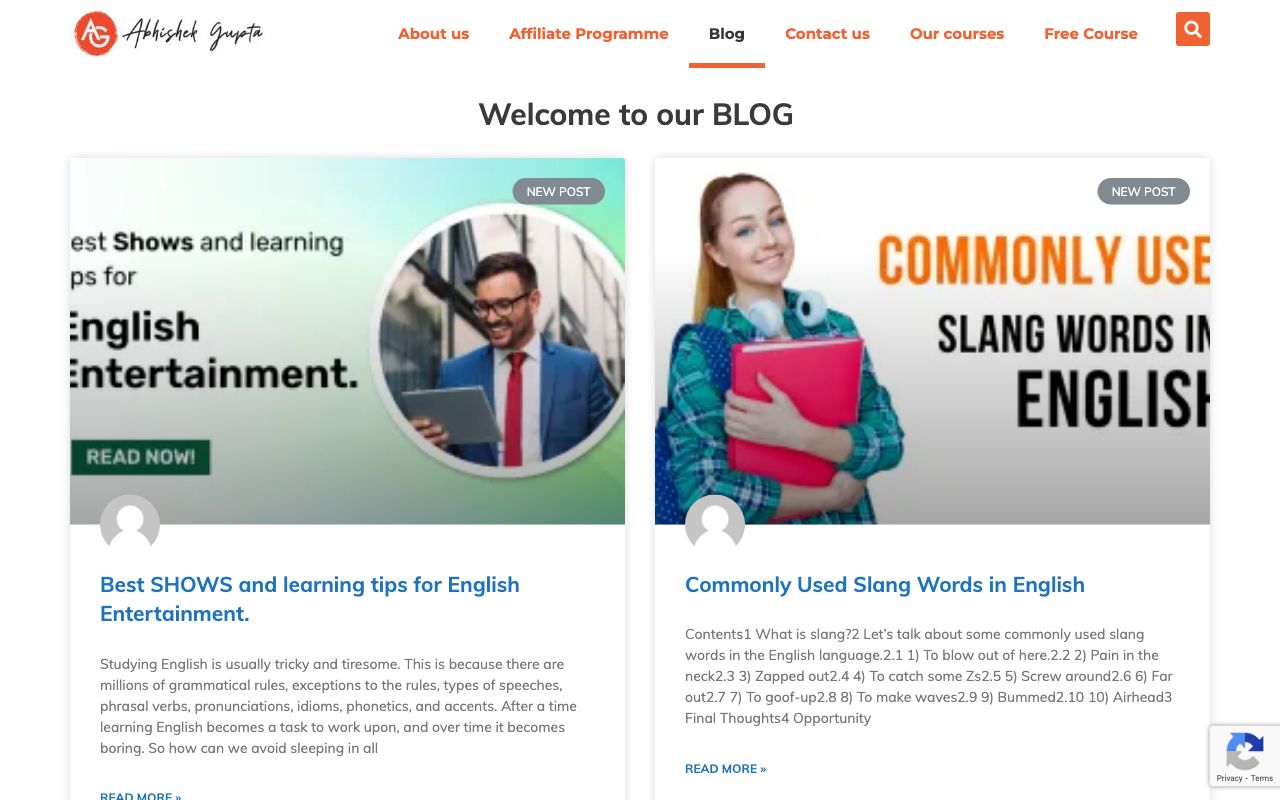 AG Abhishek Gupta
About us Affiliate Programme Blog Contact us Our courses Free Course
Welcome to our BLOG
NEW POST
est Shows and learning
ps for
English
Entertainment.
READ NOW!
Best SHOWS and learning tips for English
Entertainment.
Studying English is usually tricky and tiresome. This is because there are
millions of grammatical rules, exceptions to the rules, types of speeches,
phrasal verbs, pronunciations, idioms, phonetics, and accents. After a time
learning English becomes a task to work upon, and over time it becomes
boring. So how can we avoid sleeping in all
READ MORE »
NEW POST
COMMONLY USE
SLANG WORDS IN
ENGLISH
Commonly Used Slang Words in English
Contents1 What is slang?2 Let’s talk about some commonly used slang
words in the English language.2.1 1) To blow out of here.2.2 2) Pain in the
neck2.3 3) Zapped out2.4 4) To catch some Zs2.5 5) Screw around2.6 6) Far
out2.7 7) To goof-up2.8 8) To make waves2.9 9) Bummed2.10 10) Airhead3
Final Thoughts4 Opportunity
READ MORE »
Privacy - Terms